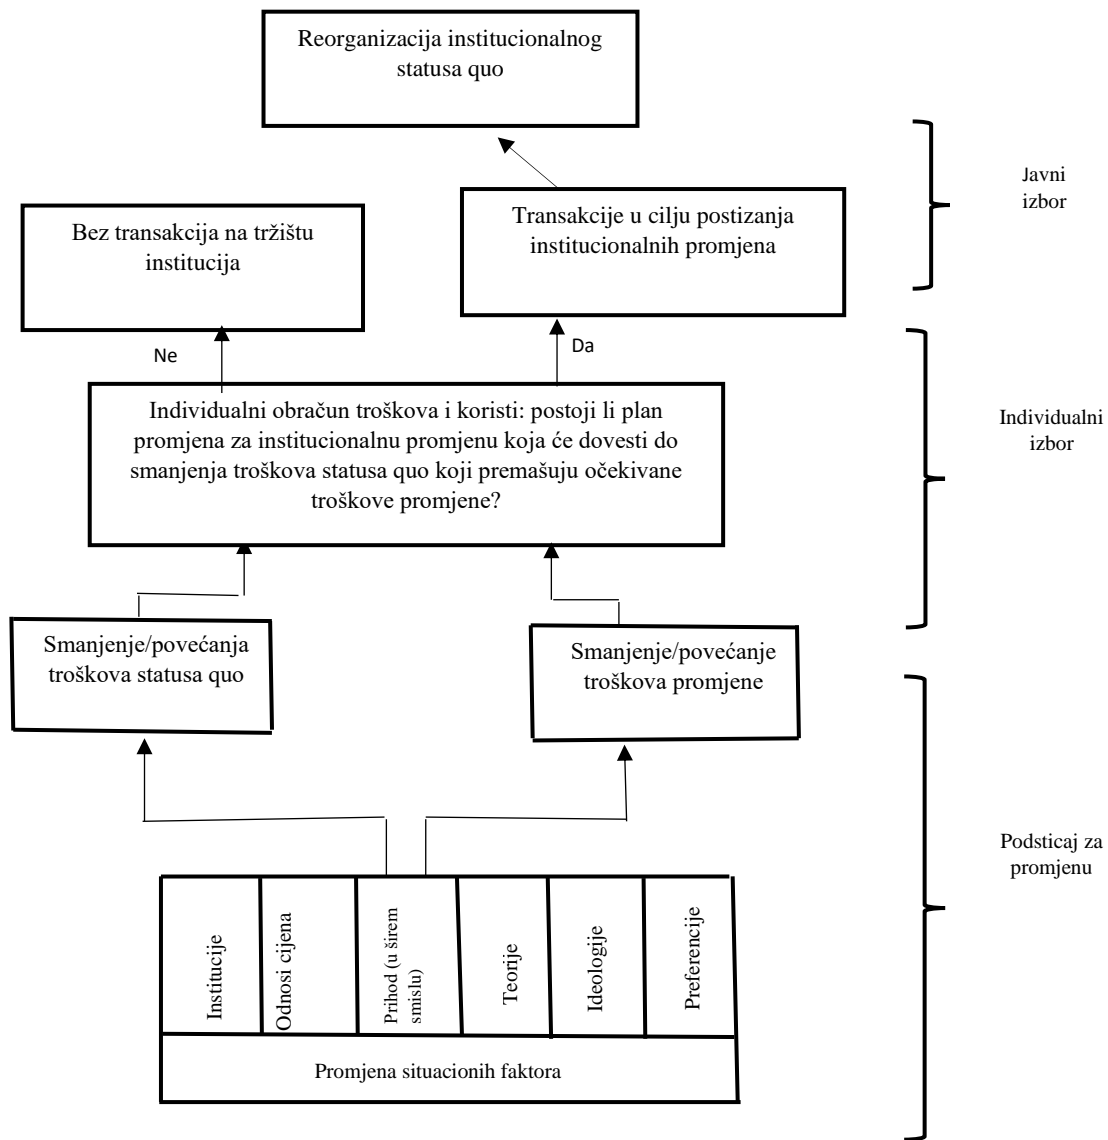 Reorganizacija institucionalnog
statusa quo
Javni
izbor
Bez transakcija na tržištu
institucija
Transakcije u cilju postizanja
institucionalnih promjena
Ne
Da
Individualni obračun troškova i koristi: postoji li plan
promjena za institucionalnu promjenu koja će dovesti do
smanjenja troškova statusa quo koji premašuju očekivane
troškove promjene?
Individualni
izbor
Smanjenje/povećanja
troškova statusa quo
Smanjenje/povećanje
troškova promjene
Podsticaj za
promjenu
Institucije
Odnosi cijena
Prihod (u širem
smislu)
Teorije
Ideologije
Preferencije
Promjena situacionih faktora